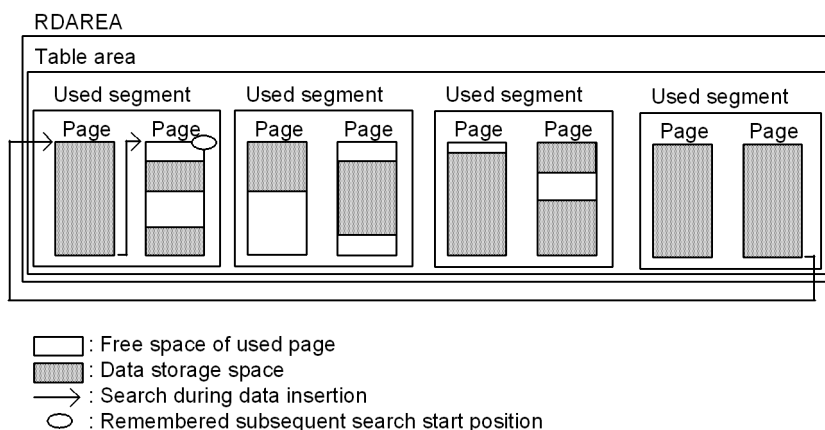 RDAREA
Table area
Used segment Used segment Used segment Used segment
Page Page Page Page Page Page Page Page
: Free space of used page
: Data storage space
: Search during data insertion
: Remembered subsequent search start position